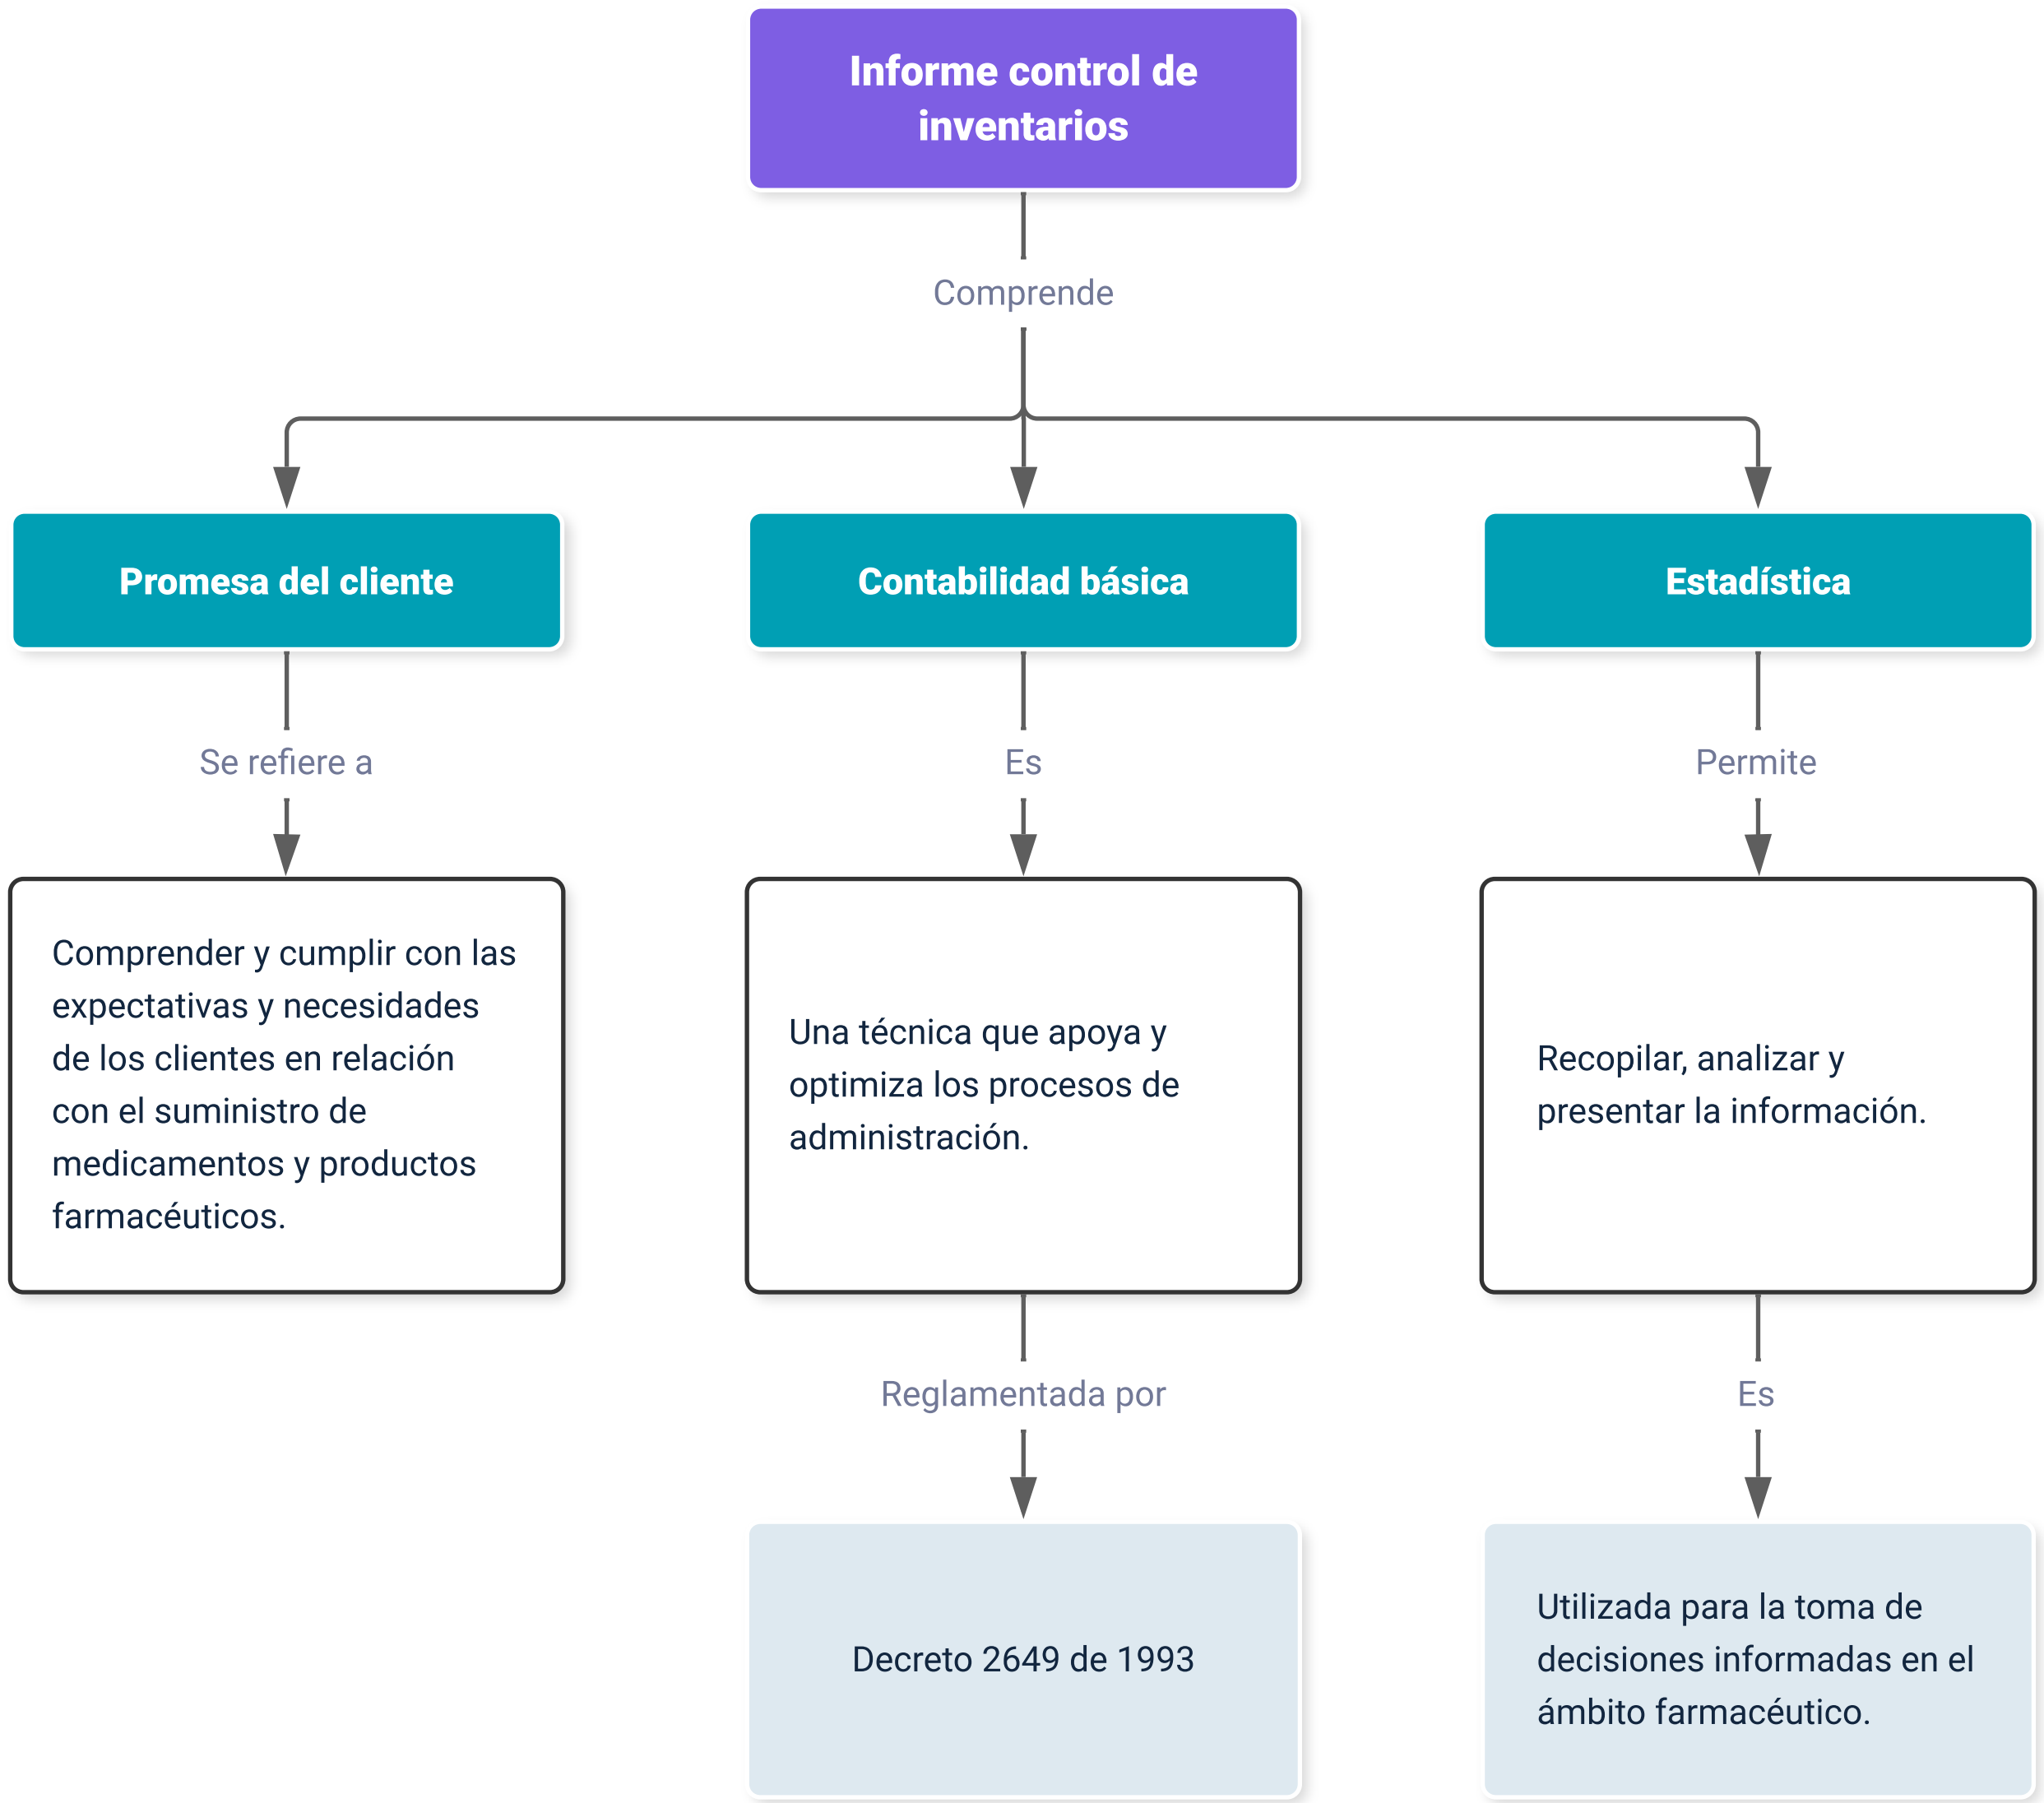 Informe control de
inventarios
Comprende
Promesa del cliente
Contabilidad básica
Estadística
Se refiere a
Es
Permite
Comprender y cumplir con las
expectativas y necesidades
de los clientes en relación
con el suministro de
medicamentos y productos
farmacéuticos.
Una técnica que apoya y
optimiza los procesos de
administración.
Recopilar, analizar y
presentar la información.
Reglamentada por
Es
Decreto 2649 de 1993
Utilizada para la toma de
decisiones informadas en el
ámbito farmacéutico.